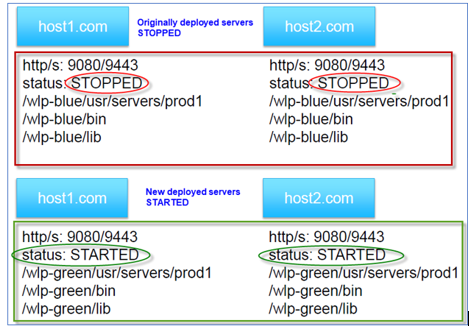 host1.com
Originally deployed servers
STOPPED
host2.com
http/s: 9080/9443
status: STOPPED
/wlp-blue/usr/servers/prod1
/wlp-blue/bin
/wlp-blue/lib
http/s: 9080/9443
status: STOPPED
/wlp-blue/usr/servers/prod1
/wlp-blue/bin
/wlp-blue/lib
host1.com
New deployed servers
STARTED
host2.com
http/s: 9080/9443
status: STARTED
/wlp-green/usr/servers/prod1
/wlp-green/bin
/wlp-green/lib
http/s: 9080/9443
status: STARTED
/wlp-green/usr/servers/prod1
/wlp-green/bin
/wlp-green/lib